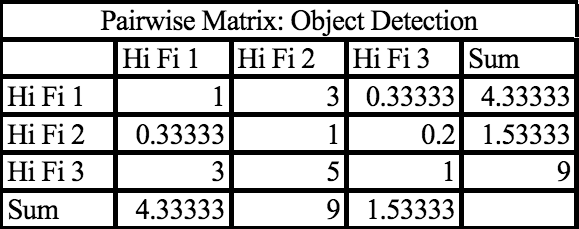 Pairwise Matrix: Object Detection
Hi Fi 1 Hi Fi 2 Hi Fi 3 Sum
Hi Fi 1 1 3 0.33333 4.33333
Hi Fi 2 0.33333 1 0.2 1.53333
Hi Fi 3 3 5 1 9
Sum 4.33333 9 1.53333